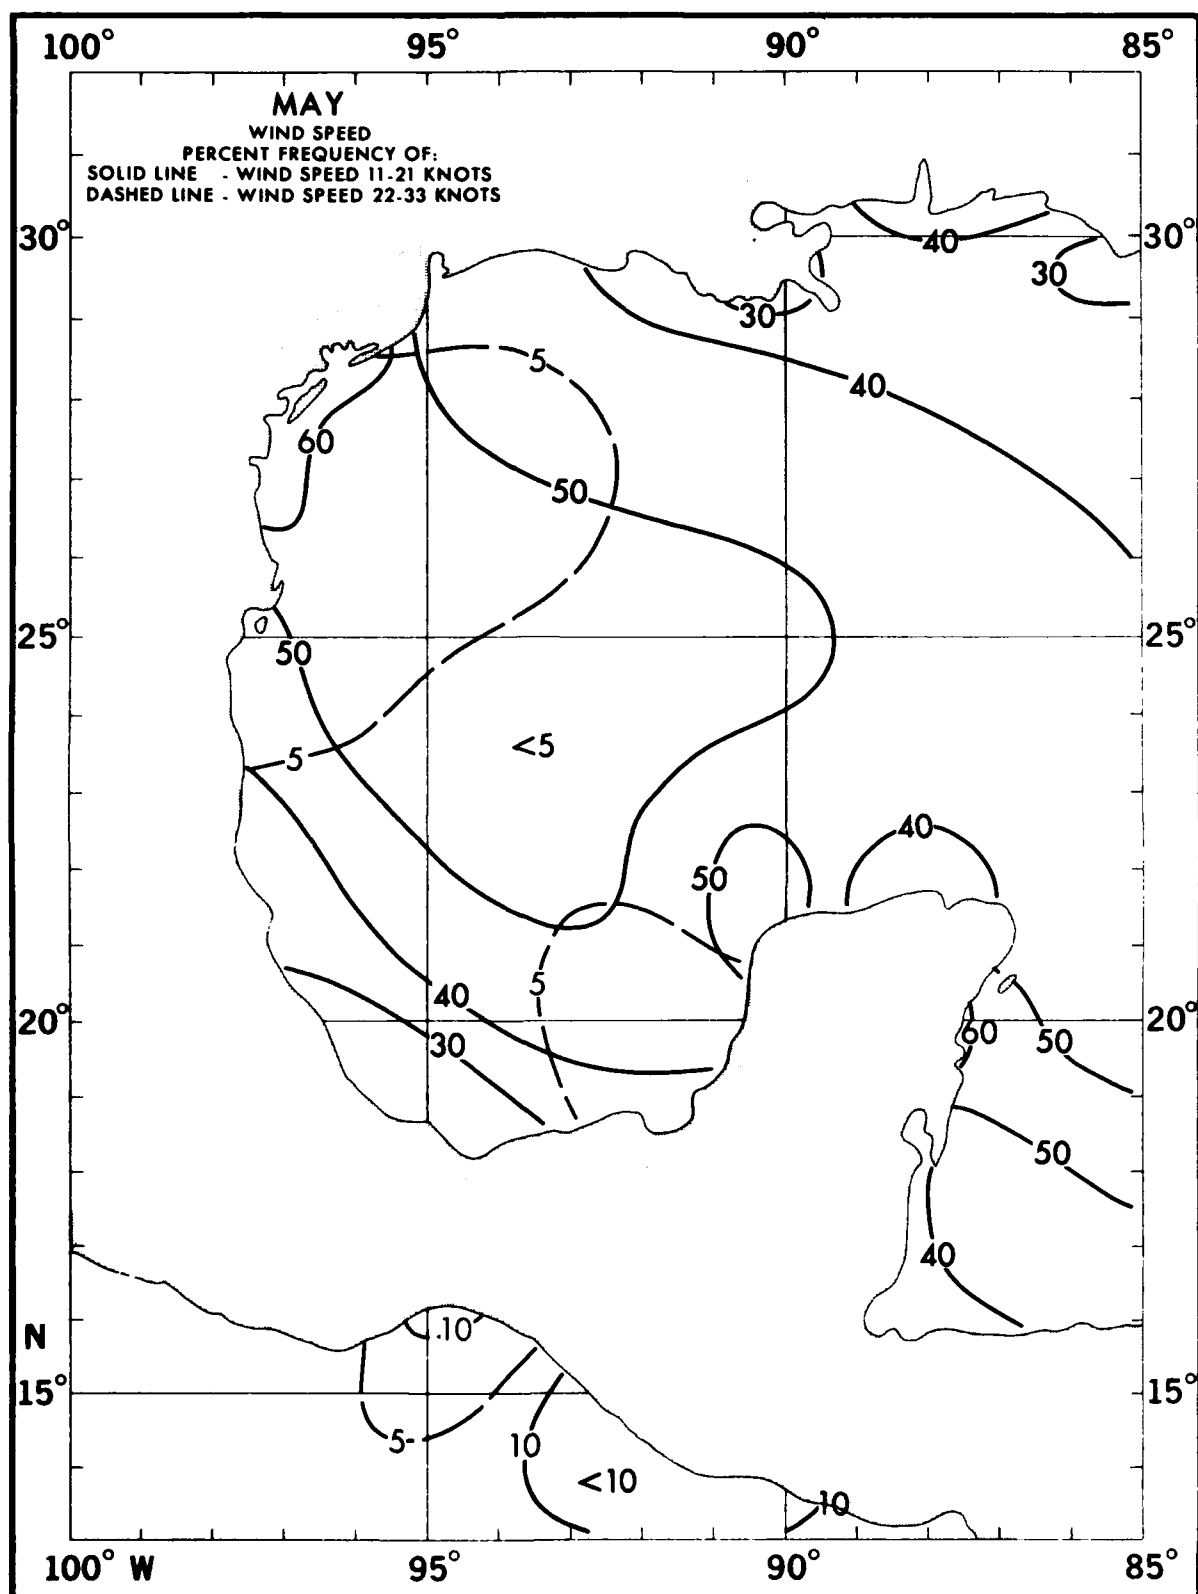 100° 95° 90° 85°
MAY
WIND SPEED
PERCENT FREQUENCY OF:
SOLID LINE - WIND SPEED 11-21 KNOTS
DASHED LINE - WIND SPEED 22-33 KNOTS
30° 40 30°
30
30
5 40
60
50
25° 25°
50
<5
5
40
50
5
40
20° 60 50 20°
30
50
40
.10
N
15° 15°
5-
10
<10
10
100° W 95° 90° 85°